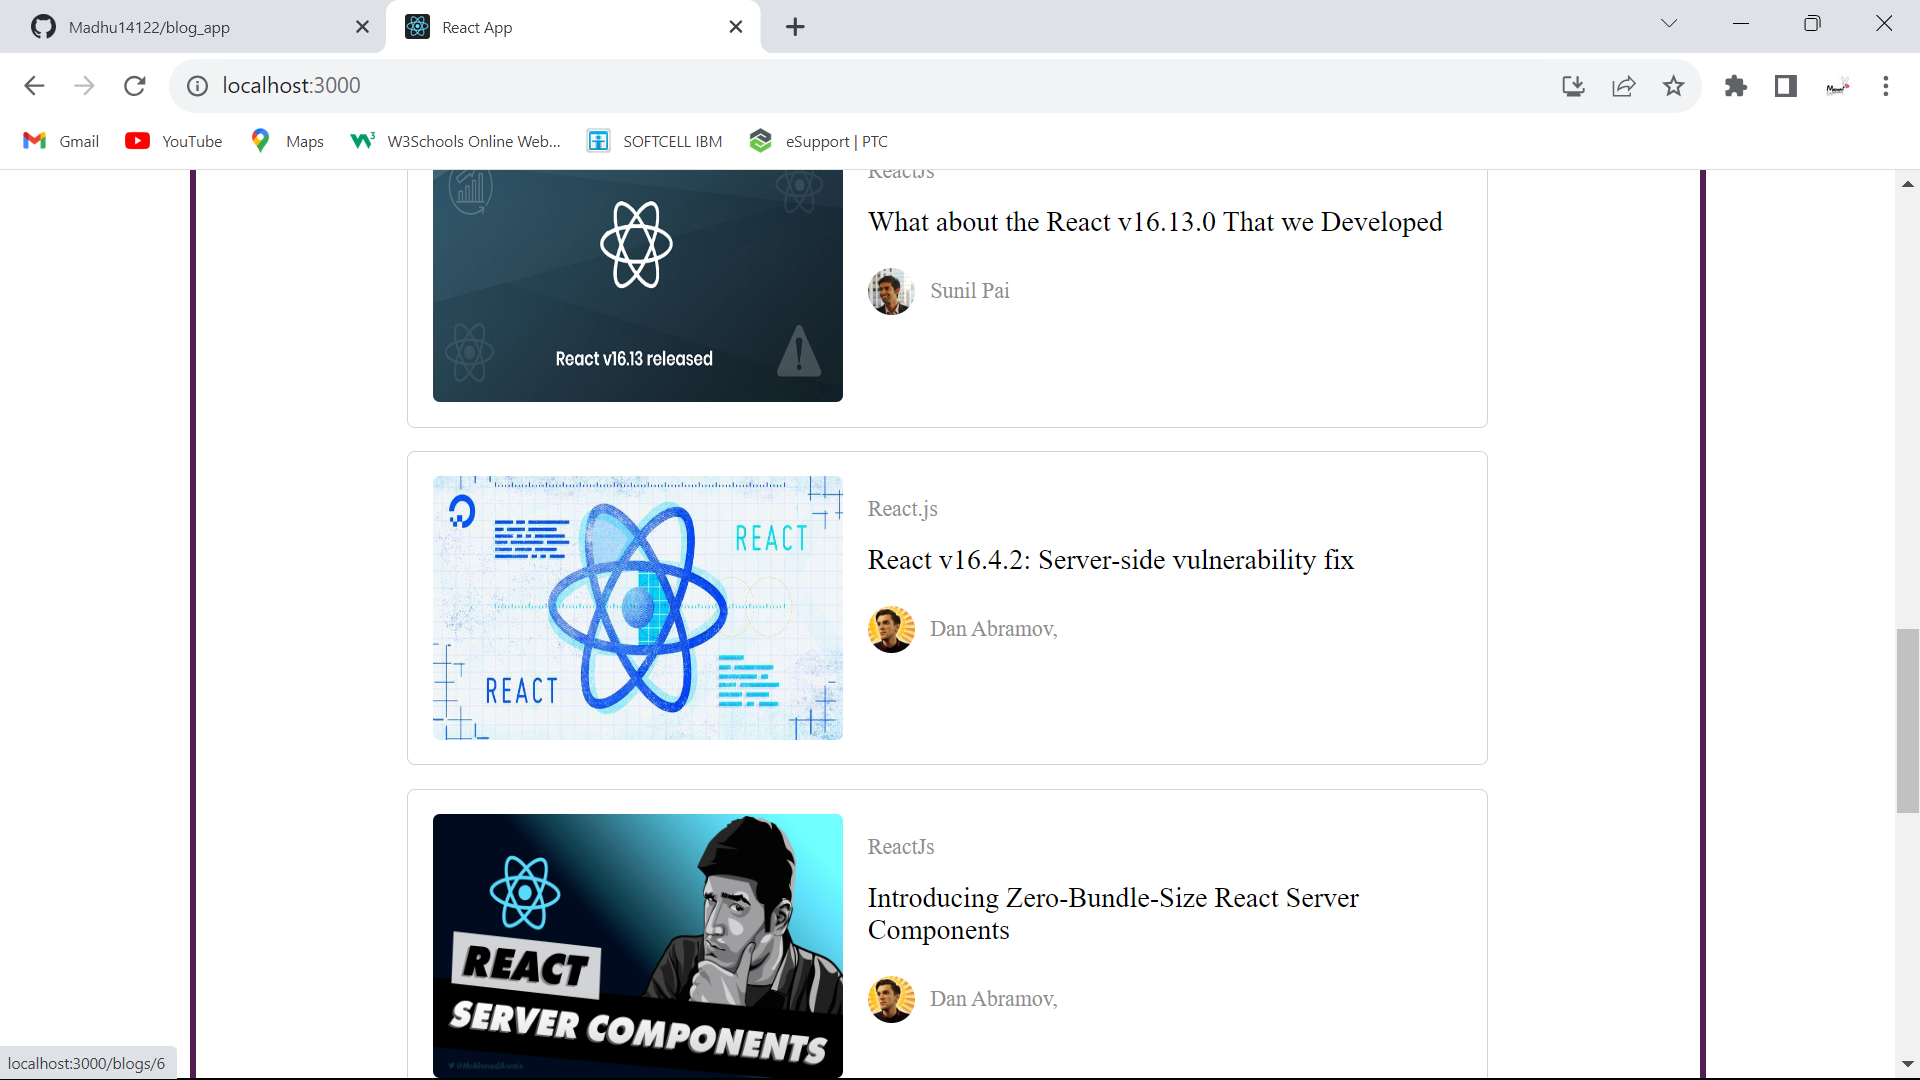 Madhu14122/blog_app
React App
localhost:3000
Gmail
YouTube
Maps
W3Schools Online Web...
SOFTCELL IBM
eSupport | PTC
ReactJs
What about the React v16.13.0 That we Developed
Sunil Pai
React v16.13 released
React.js
REACT
React v16.4.2: Server-side vulnerability fix
Dan Abramov,
REACT
ReactJs
Introducing Zero-Bundle-Size React Server
Components
Dan Abramov,
REACT
SERVER COMPONENTS
@MrAhmadAwais
localhost:3000/blogs/6